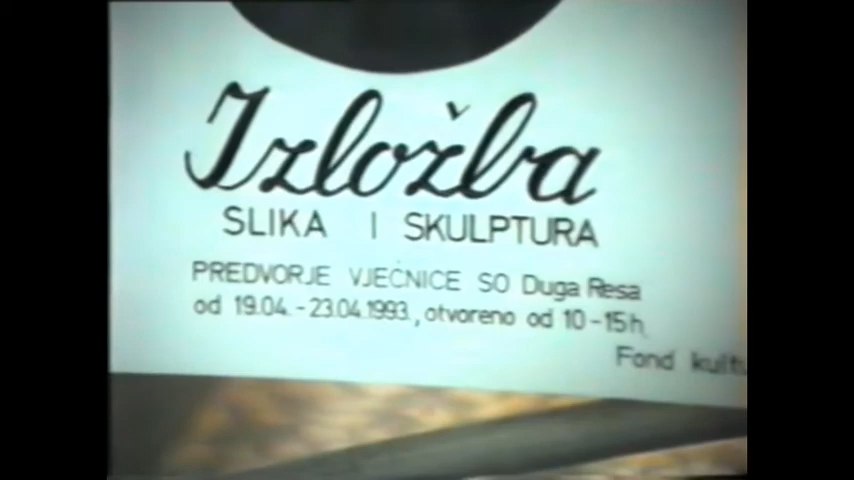 Izložba
SLIKA I SKULPTURA
PREDVORJE VJEĆNICE SO Duga Resa
od 19.04.-23.04.1993., otvoreno od 10-15h.
Fond kultu